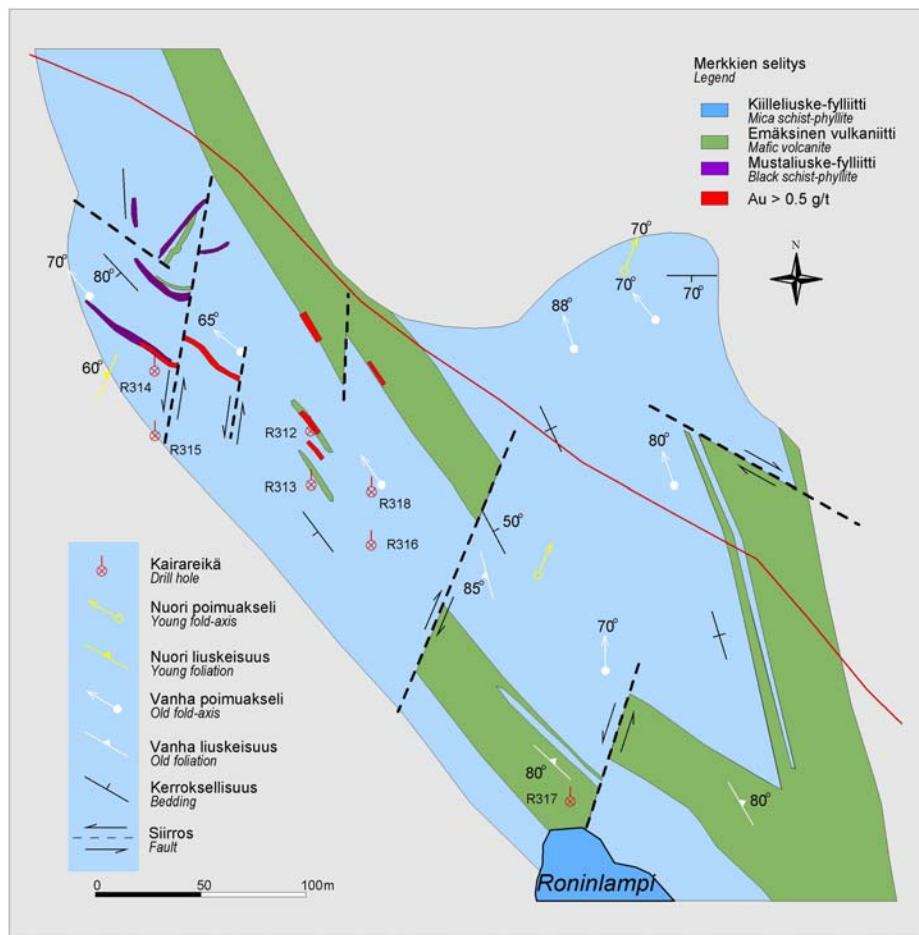 Merkkien selitys
Legend
Kiilleliuske-fylliitti
Mica schist-phyllite
Emäksinen vulkaniitti
Mafic volcanite
Mustaliuske-fylliitti
Black schist-phyllite
Au > 0.5 g/t
N
70°
70°
70°
88°
70°
80°
65°
60°
R314
R315
R312
R313
R318
R316
80°
50°
85°
70°
80°
R317
80°
Kairareikä
Drill hole
Nuori poimuakseli
Young fold-axis
Nuori liuskeisuus
Young foliation
Vanha poimuakseli
Old fold-axis
Vanha liuskeisuus
Old foliation
Kerroksellisuus
Bedding
Siirros
Fault
0 50 100m
Roninlampi